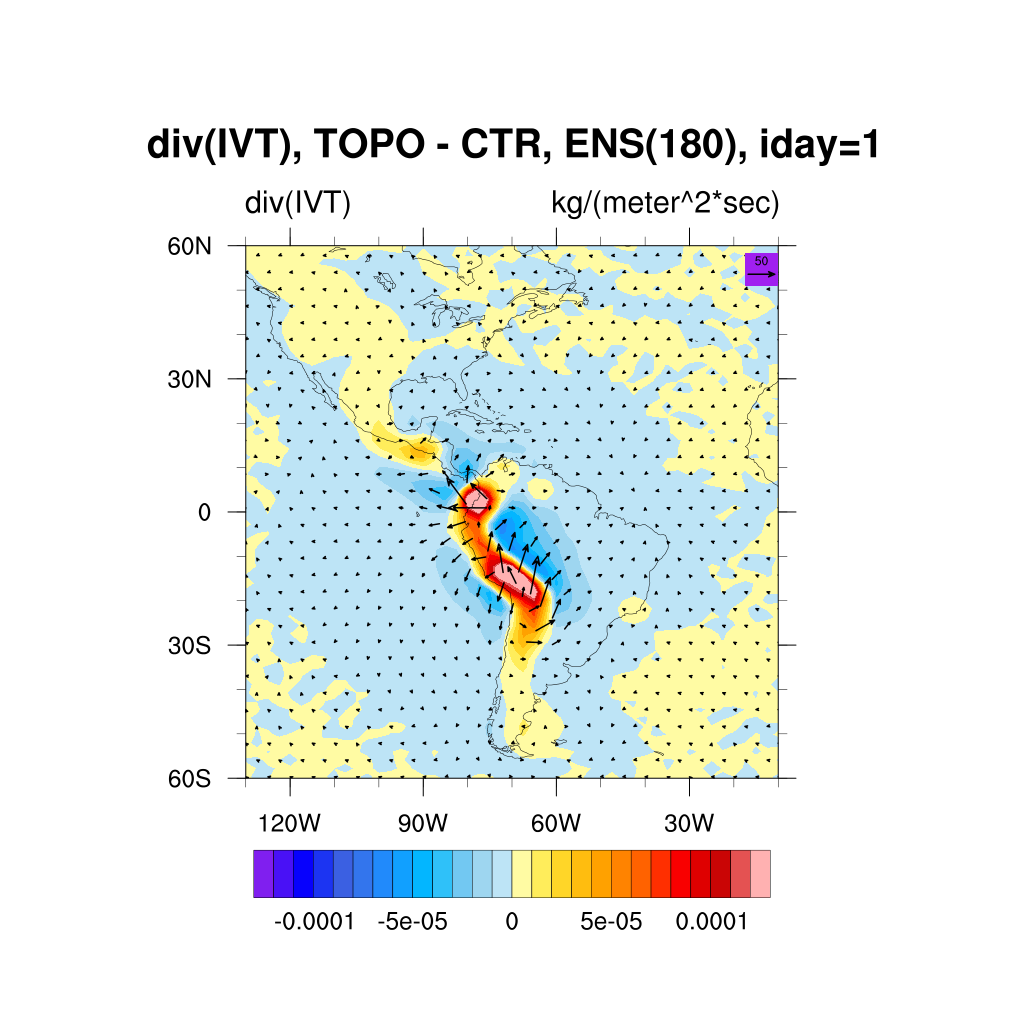 div(IVT), TOPO - CTR, ENS(180), iday=1
div(IVT) kg/(meter^2*sec)
60N
50
30N
0
30S
60S
120W 90W 60W 30W
-0.0001 -5e-05 0 5e-05 0.0001